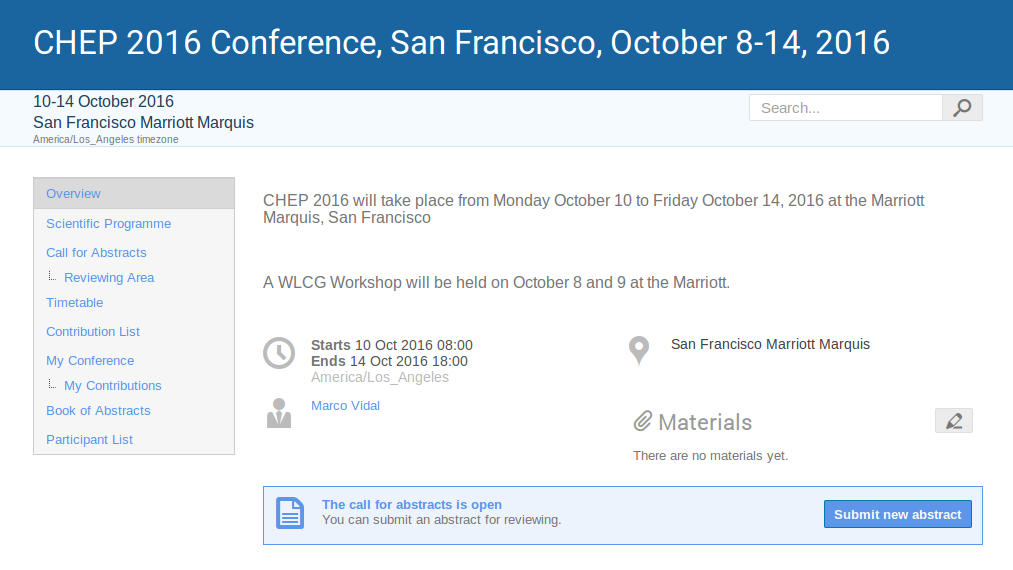 CHEP 2016 Conference, San Francisco, October 8-14, 2016
10-14 October 2016
San Francisco Marriott Marquis
America/Los_Angeles timezone
Search...
Overview
Scientific Programme
Call for Abstracts
Reviewing Area
Timetable
Contribution List
My Conference
My Contributions
Book of Abstracts
Participant List
CHEP 2016 will take place from Monday October 10 to Friday October 14, 2016 at the Marriott
Marquis, San Francisco
A WLCG Workshop will be held on October 8 and 9 at the Marriott.
Starts 10 Oct 2016 08:00
Ends 14 Oct 2016 18:00
America/Los_Angeles
Marco Vidal
San Francisco Marriott Marquis
Materials
There are no materials yet.
The call for abstracts is open
You can submit an abstract for reviewing.
Submit new abstract